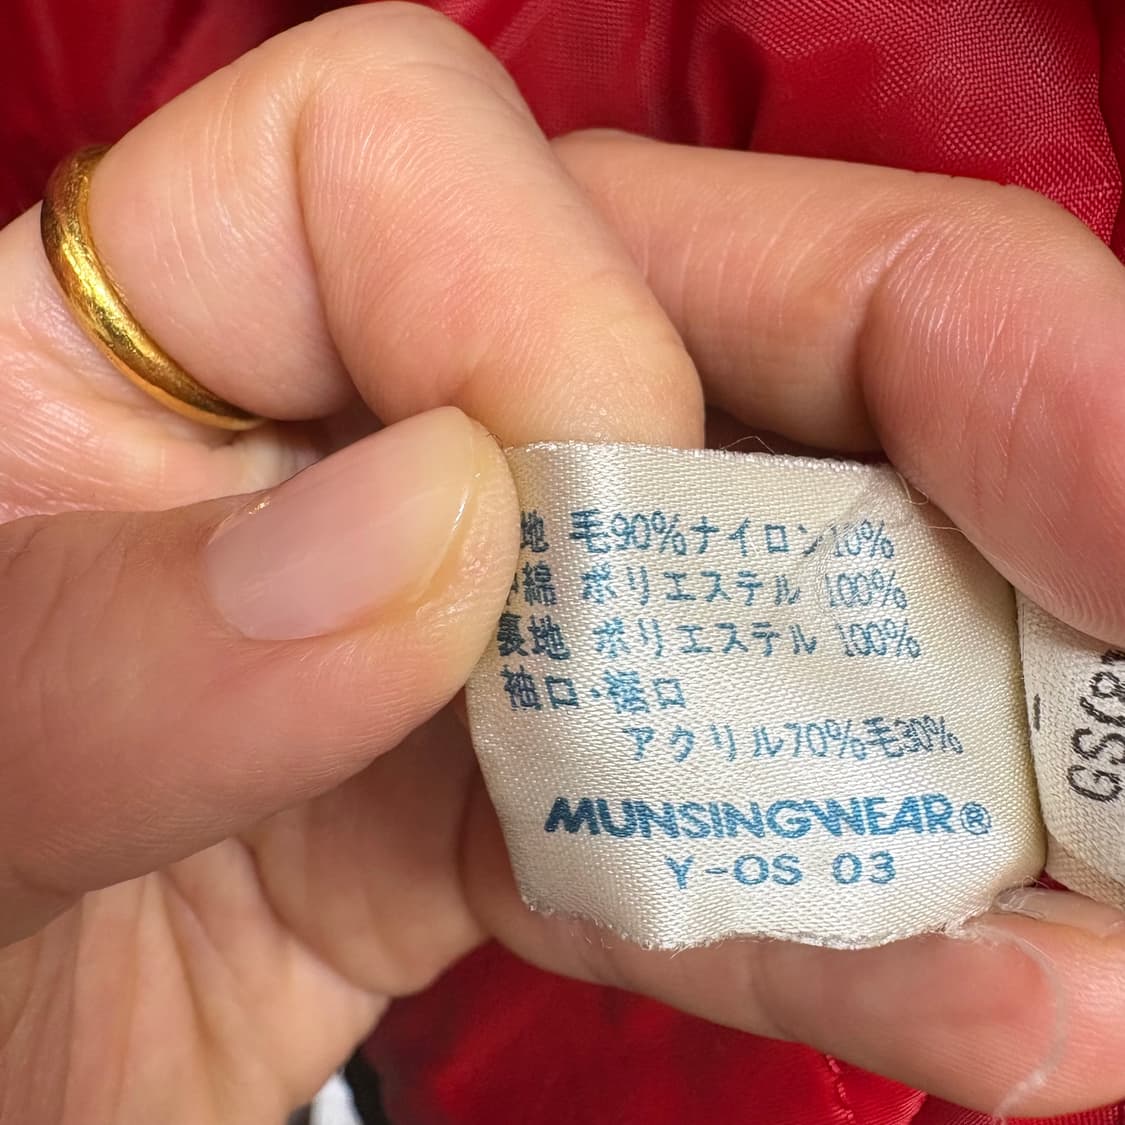 地 毛90%ナイロン10%
綿 ポリエステル 100%
裏地 ポリエステル 100%
袖口・裾口
アクリル70%毛30%
MUNSINGWEAR®
Y-OS 03